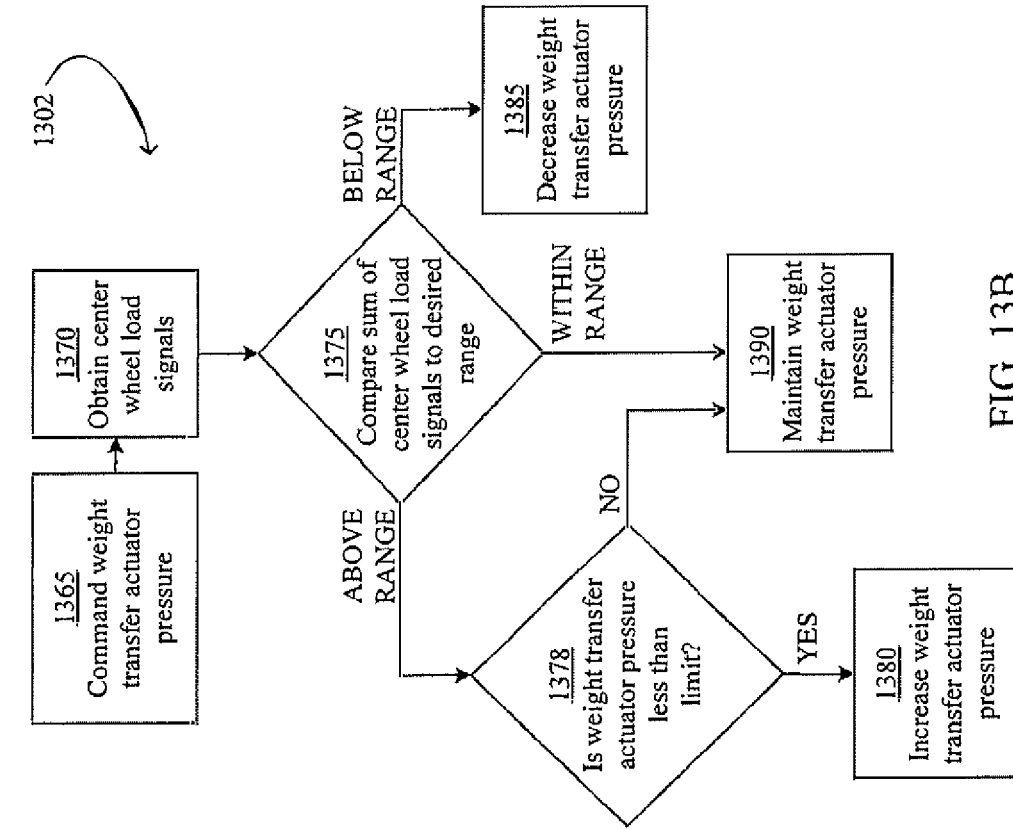 1302
1365
Command weight
transfer actuator
pressure
1370
Obtain center
wheel load
signals
1375
Compare sum of
center wheel load
signals to desired
range
ABOVE
RANGE
BELOW
RANGE
WITHIN
RANGE
1385
Decrease weight
transfer actuator
pressure
1378
Is weight transfer
actuator pressure
less than
limit?
NO
YES
1390
Maintain weight
transfer actuator
pressure
1380
Increase weight
transfer actuator
pressure
FIG. 13B